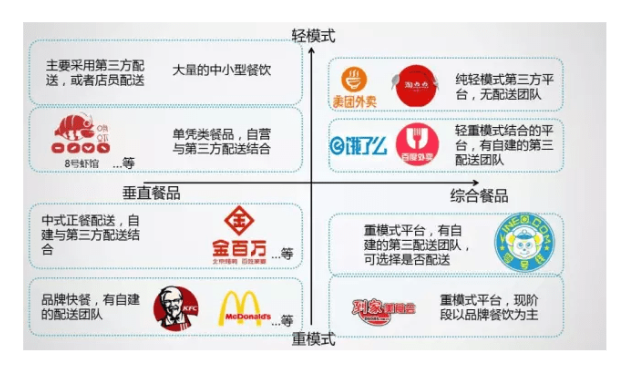 轻模式
主要采用第三方配
送，或者店员配送
大量的中小型餐饮
美团外卖
淘点点
纯轻模式第三方平
台，无配送团队
8号虾馆
...等
单凭类餐品，自营
与第三方配送结合
饿了么
百度外卖
轻重模式结合的平
台，有自建的第三
配送团队
垂直餐品
综合餐品
中式正餐配送，自
建与第三方配送结
合
金百万
...等
重模式平台，有自
建的第三配送团队，
可选择是否配送
品牌快餐，有自建
的配送团队
KFC
McDonald's
...等
到家美食会
重模式平台，现阶
段以品牌餐饮为主
重模式